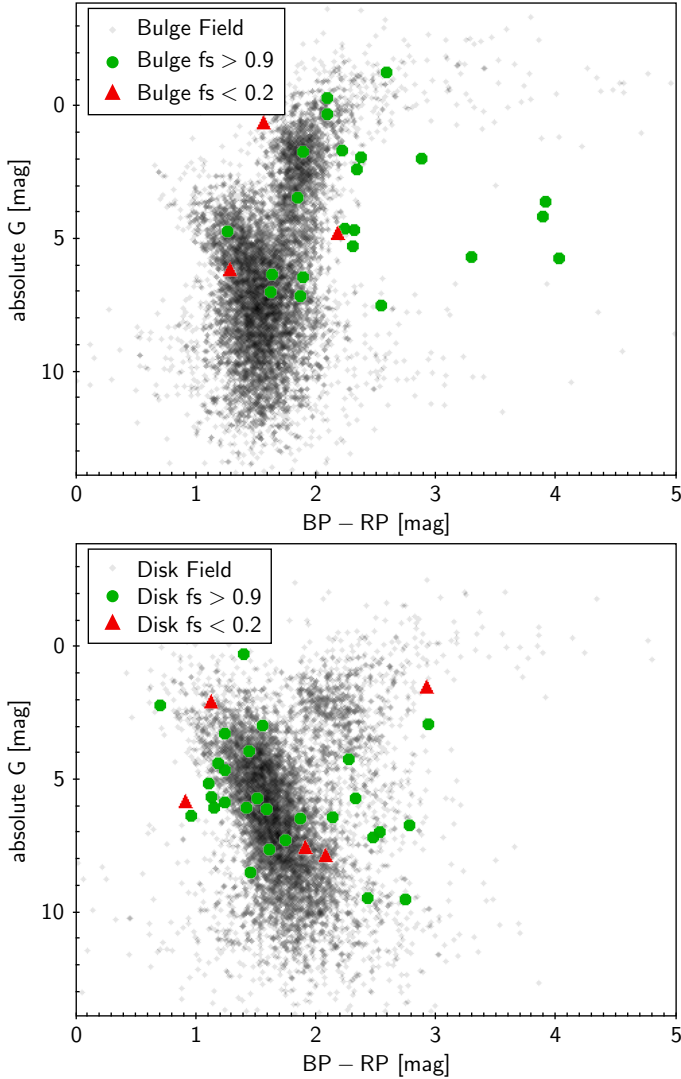 Bulge Field
Bulge fs > 0.9
Bulge fs < 0.2
0
5
10
absolute G [mag]
0 1 2 3 4 5
BP − RP [mag]
Disk Field
Disk fs > 0.9
Disk fs < 0.2
0
5
10
absolute G [mag]
0 1 2 3 4 5
BP − RP [mag]